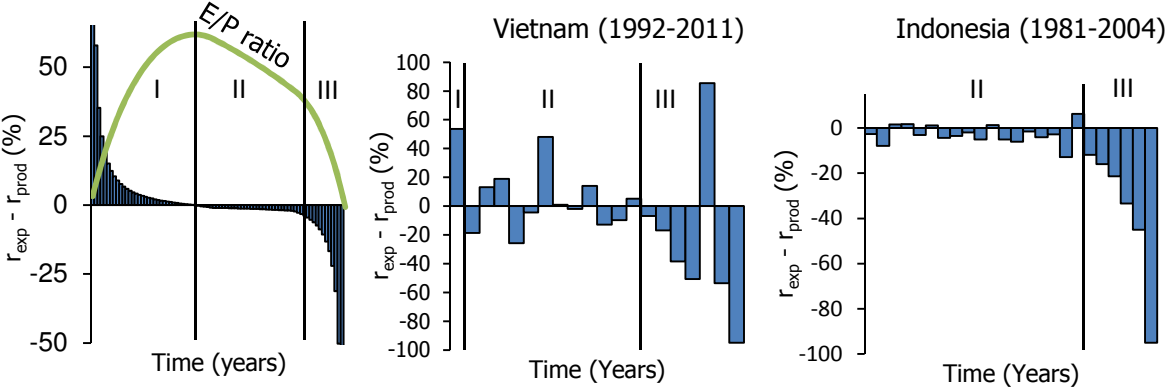 E/P ratio
I
II
III
50
25
0
-25
-50
r_exp - r_prod (%)
Time (years)
Vietnam (1992-2011)
I
II
III
100
80
60
40
20
0
-20
-40
-60
-80
-100
r_exp - r_prod (%)
Time (Years)
Indonesia (1981-2004)
II
III
0
-20
-40
-60
-80
-100
r_exp - r_prod (%)
Time (Years)